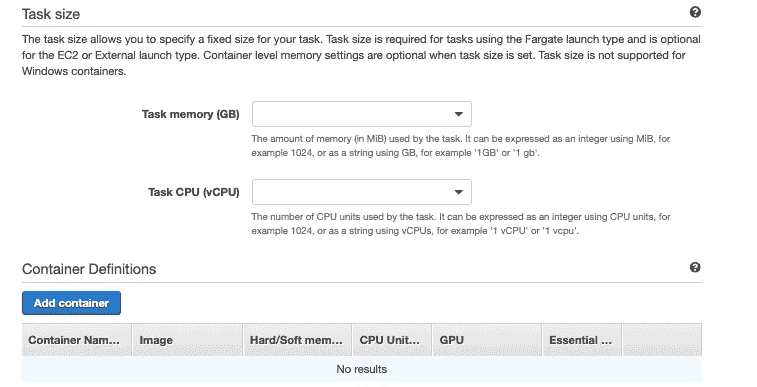 Task size
The task size allows you to specify a fixed size for your task. Task size is required for tasks using the Fargate launch type and is optional
for the EC2 or External launch type. Container level memory settings are optional when task size is set. Task size is not supported for
Windows containers.
Task memory (GB)
The amount of memory (in MiB) used by the task. It can be expressed as an integer using MiB, for
example 1024, or as a string using GB, for example '1GB' or '1 gb'.
Task CPU (vCPU)
The number of CPU units used by the task. It can be expressed as an integer using CPU units, for
example 1024, or as a string using vCPUs, for example '1 vCPU' or '1 vcpu'.
Container Definitions
Add container
Container Nam... Image Hard/Soft mem... CPU Unit... GPU Essential ...
No results